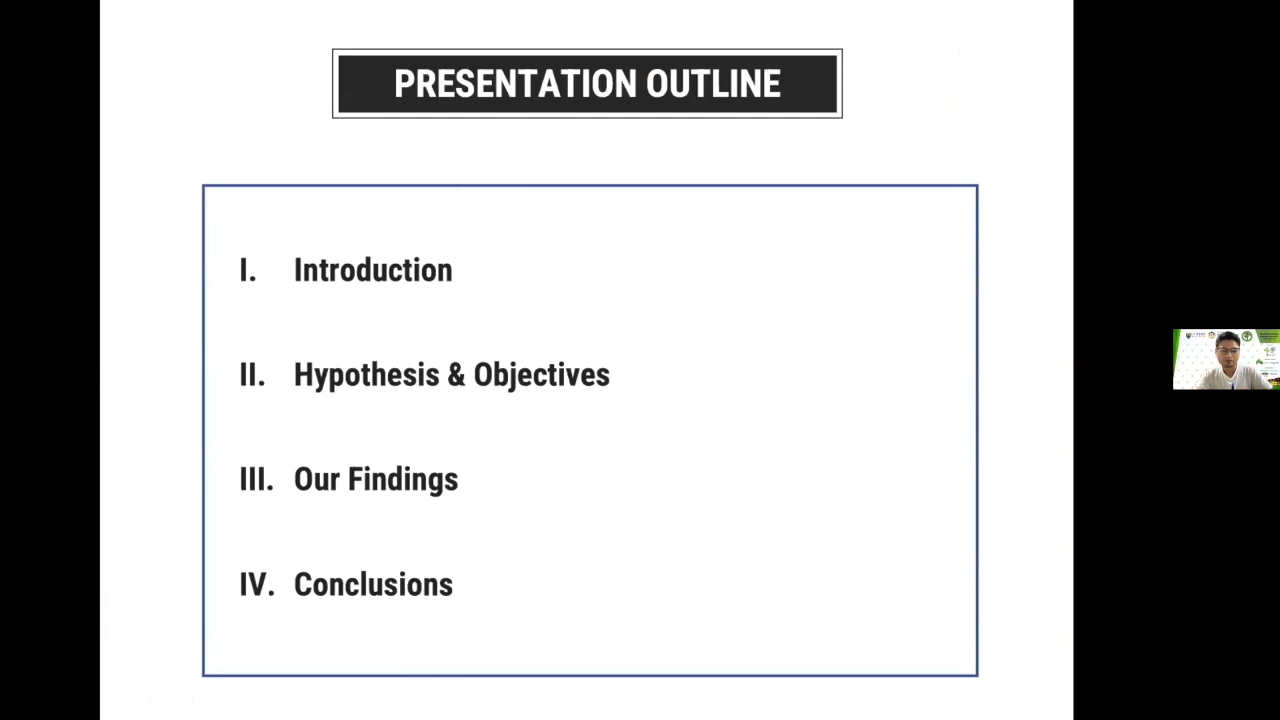 PRESENTATION OUTLINE
I. Introduction
II. Hypothesis & Objectives
III. Our Findings
IV. Conclusions